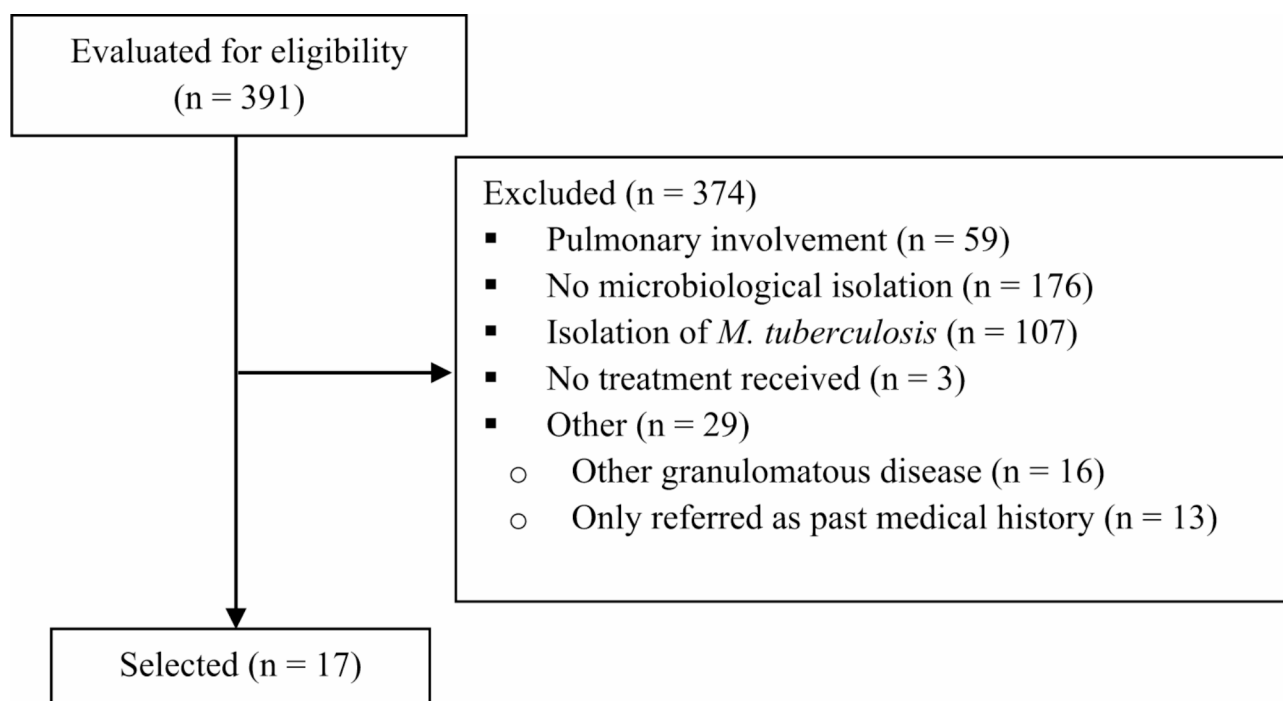 Evaluated for eligibility
(n = 391)
Excluded (n = 374)
▪ Pulmonary involvement (n = 59)
▪ No microbiological isolation (n = 176)
▪ Isolation of M. tuberculosis (n = 107)
▪ No treatment received (n = 3)
▪ Other (n = 29)
o Other granulomatous disease (n = 16)
o Only referred as past medical history (n = 13)
Selected (n = 17)